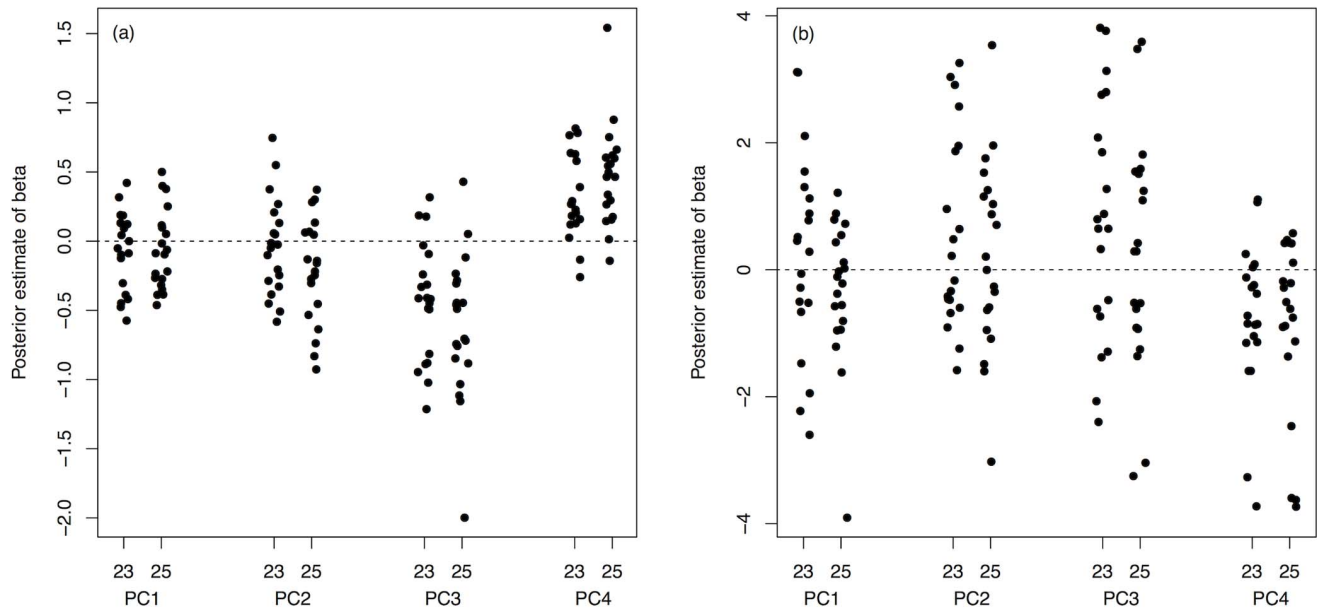 (a)
Posterior estimate of beta
1.5
1.0
0.5
0.0
−0.5
−1.0
−1.5
−2.0
23 25 23 25 23 25 23 25
PC1 PC2 PC3 PC4
(b)
Posterior estimate of beta
4
2
0
−2
−4
23 25 23 25 23 25 23 25
PC1 PC2 PC3 PC4